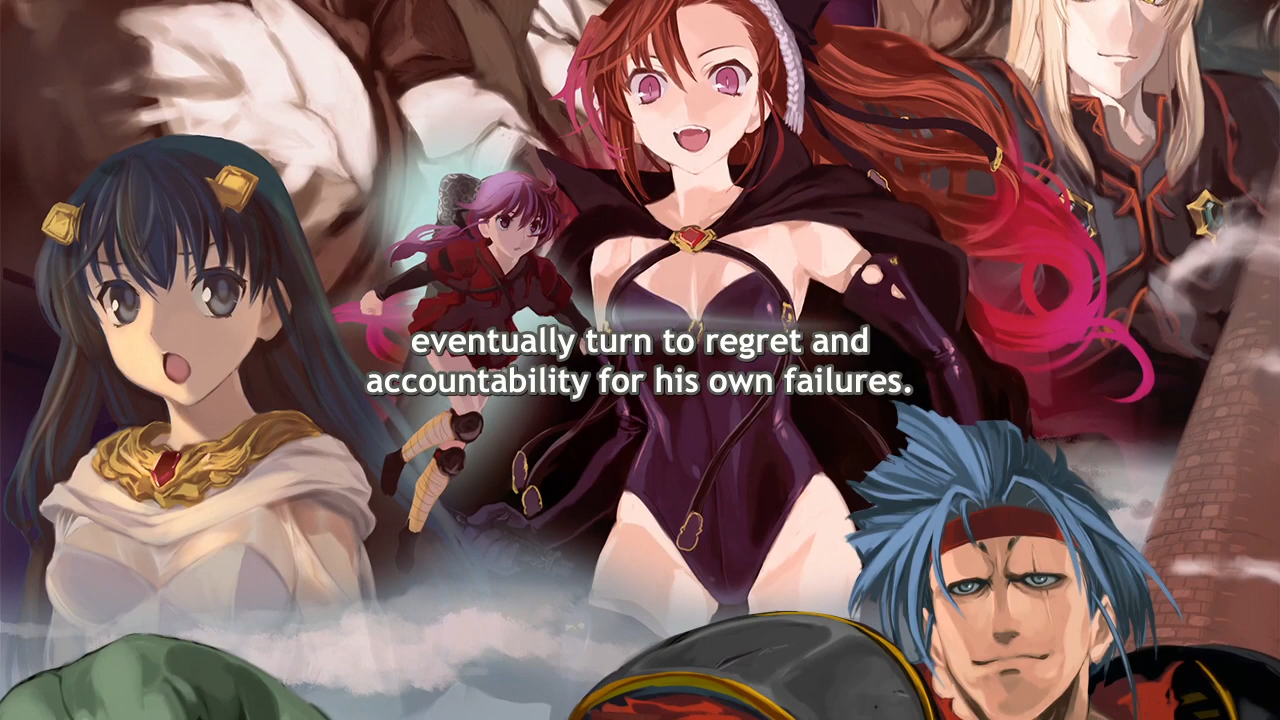 eventually turn to regret and
accountability for his own failures.